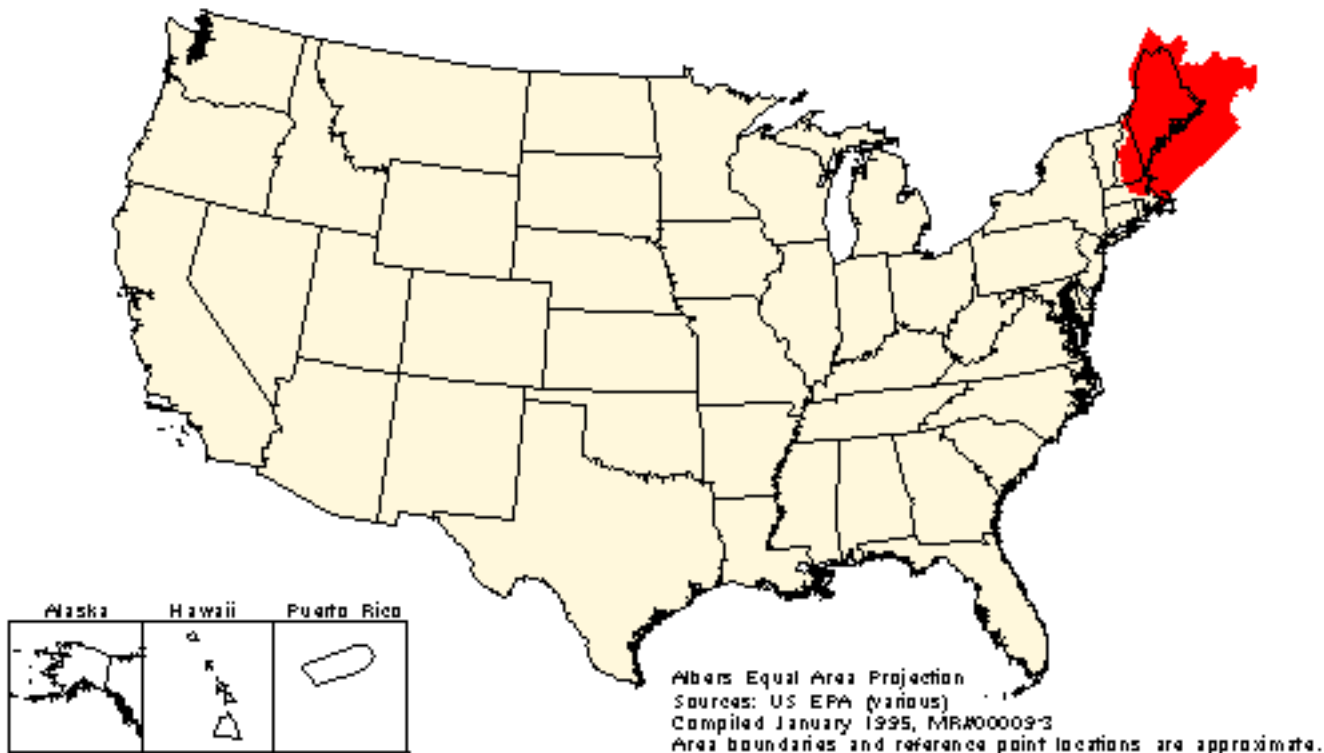 Alaska Hawaii Puerto Rico
Albers Equal Area Projection
Sources: US EPA (various)
Compiled January 1995, MR#00009-3
Area boundaries and reference point locations are approximate.